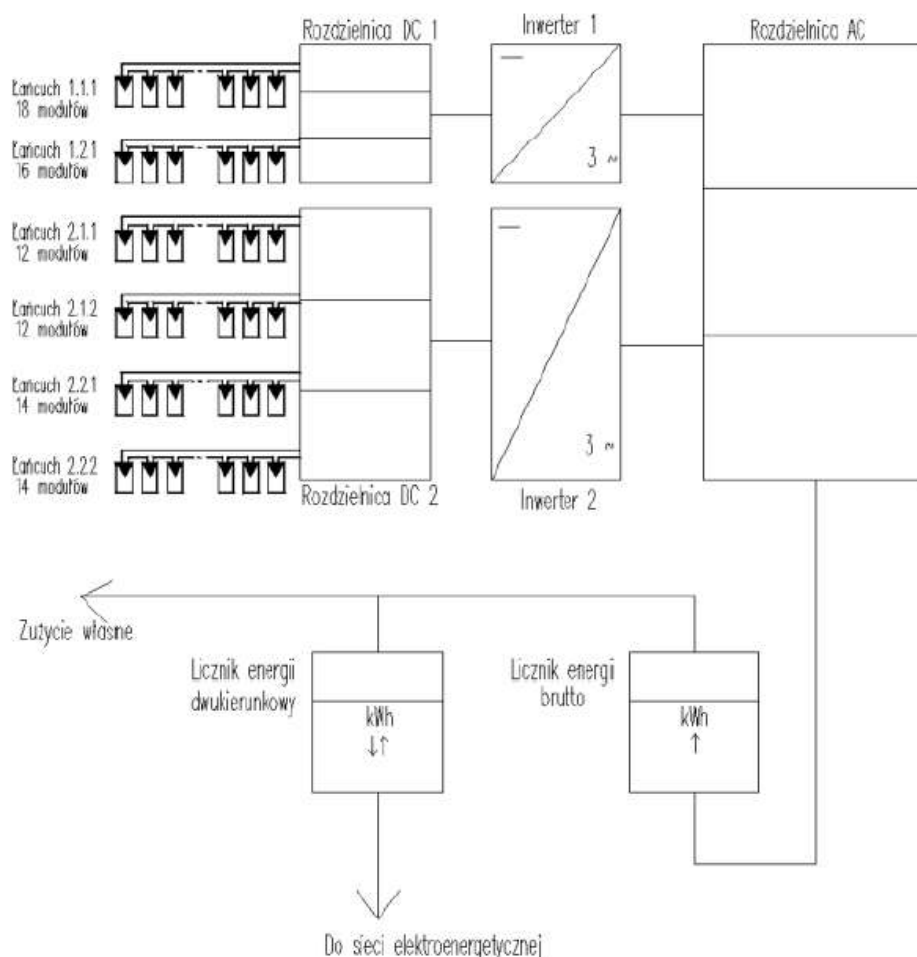 Rozdzielnica DC 1
Inwerter 1
Rozdzielnica AC
Łańcuch 1.1.1
18 modułów
Łańcuch 1.2.1
16 modułów
3 ~
Łańcuch 2.1.1
12 modułów
Łańcuch 2.1.2
12 modułów
Łańcuch 2.2.1
14 modułów
Łańcuch 2.2.2
14 modułów
3 ~
Rozdzielnica DC 2
Inwerter 2
Zużycie własne
Licznik energii
dwukierunkowy
kWh
↓↑
Licznik energii
brutto
kWh
↑
Do sieci elektroenergetycznej